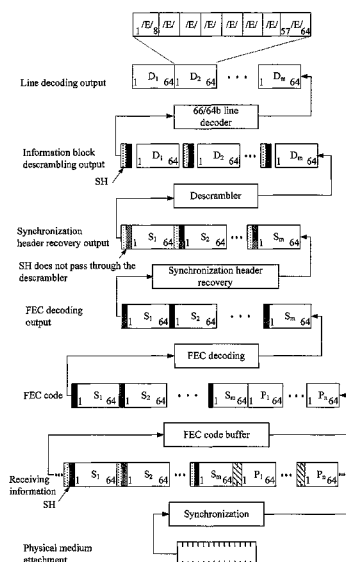 /E/ /E/ /E/ /E/ /E/ /E/ /E/ /E/
1 8 57 64
Line decoding output
1 D1 64 1 D2 64 • • • 1 Dm 64
66/64b line
decoder
Information block
descrambling output
1 D1 64 1 D2 64 ••• 1 Dm 64
SH
Descrambler
Synchronization
header recovery output
1 S1 64 1 S2 64 ••• 1 Sm 64
SH does not pass through the
descrambler
Synchronization header
recovery
FEC decoding
output
1 S1 64 1 S2 64 • • • 1 Sm 64
FEC decoding
FEC code
1 S1 64 1 S2 64 • • • 1 Sm 64 1 P1 64 • • • 1 Pn 64
FEC code buffer
Receiving
information
••• 1 S1 64 1 S2 64 ••• 1 Sm 64 1 P1 64 ••• 1 Pn 64 •••
SH
Synchronization
Physical medium
attachment